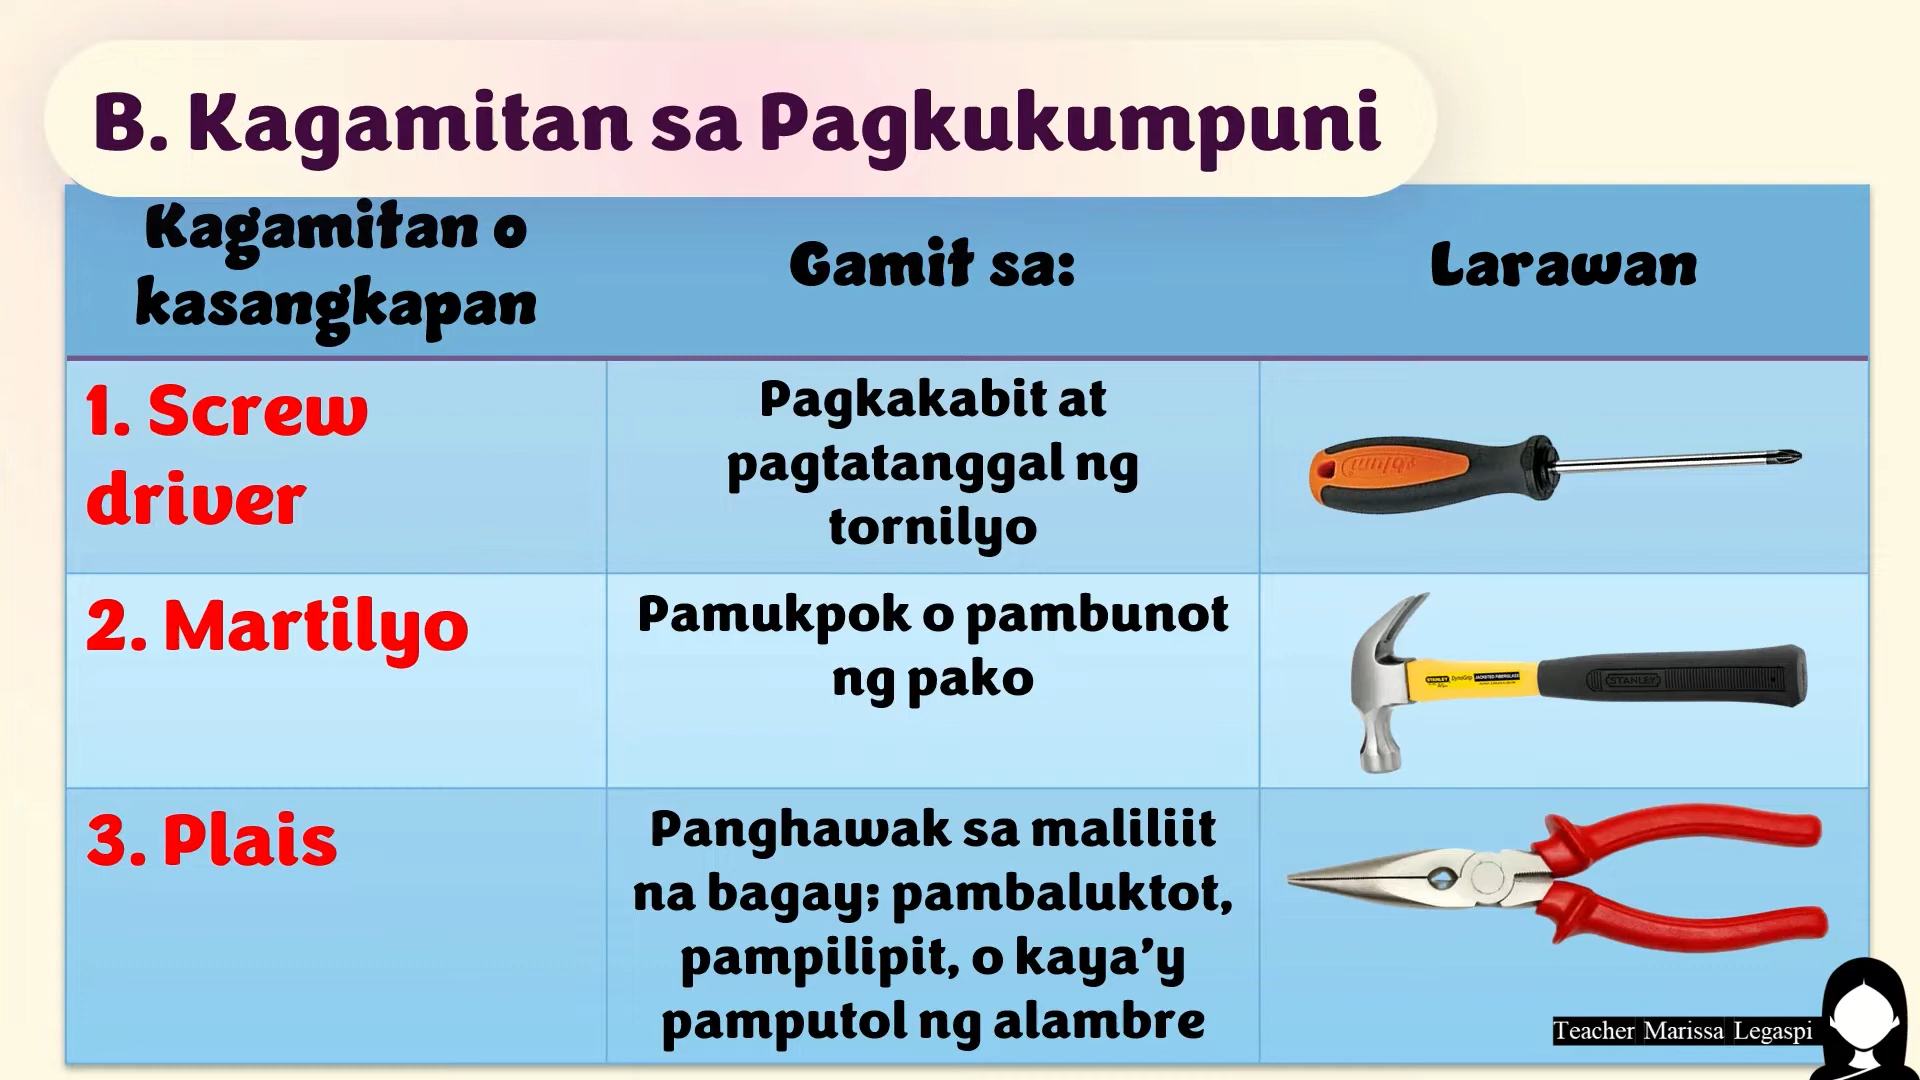 B. Kagamitan sa Pagkukumpuni
Kagamitan o
kasangkapan
Gamit sa:
Larawan
1. Screw
driver
Pagkakabit at
pagtatanggal ng
tornilyo
2. Martilyo
Pamukpok o pambunot
ng pako
STANLEY
STANLEY
3. Plais
Panghawak sa maliliit
na bagay; pambaluktot,
pampilipit, o kaya’y
pamputol ng alambre
Teacher Marissa Legaspi